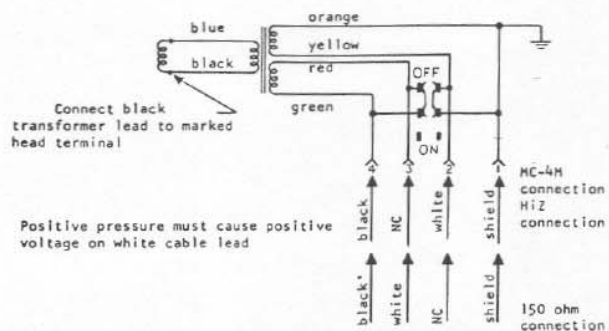 orange
blue
yellow
red
black
OFF
green
Connect black
transformer lead to marked
head terminal
ON
4 3 2 1
MC-4M
connection
HiZ
connection
black NC white shield
Positive pressure must cause positive
voltage on white cable lead
black' white NC shield
150 ohm
connection